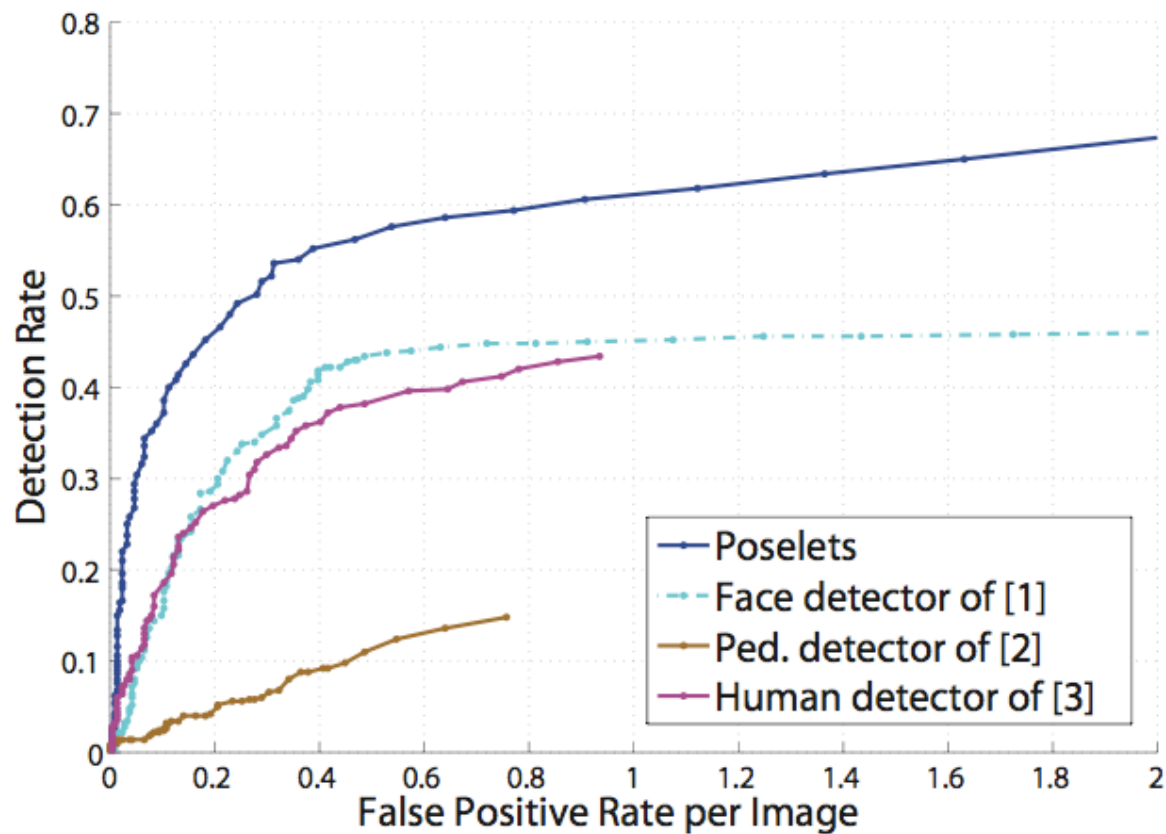 0.8
0.7
0.6
0.5
0.4
0.3
0.2
0.1
0
Detection Rate
Poselets
Face detector of [1]
Ped. detector of [2]
Human detector of [3]
0 0.2 0.4 0.6 0.8 1 1.2 1.4 1.6 1.8 2
False Positive Rate per Image